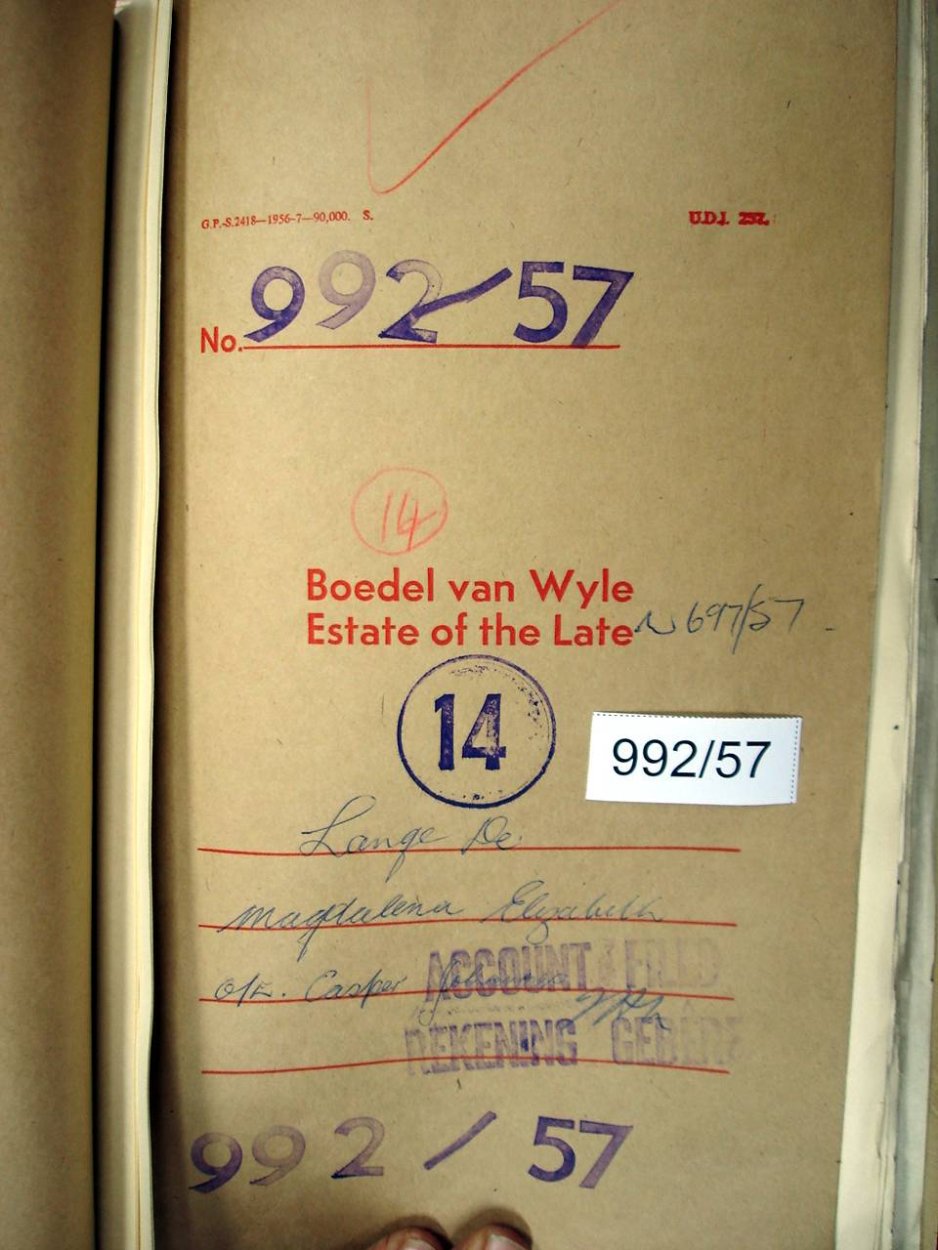 G.P.-S.2418—1956-7—90,000. S. U.D.J. 257.
No. 992/57
14
Boedel van Wyle
Estate of the Late N 697/57
14
992/57
Lange De
Magdalena Elizabeth
Casper Johannes
ACCOUNT FILED
REKENING
992/57